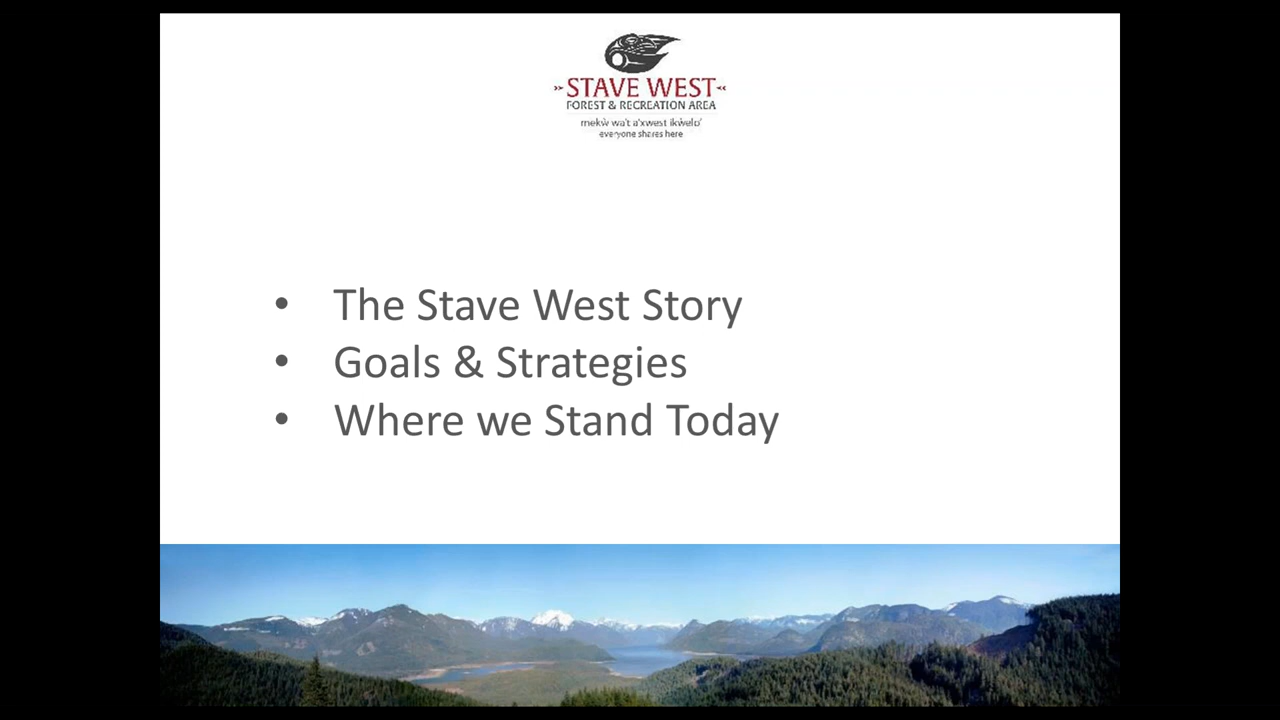 »STAVE WEST«
FOREST & RECREATION AREA
everyone shares here
• The Stave West Story
• Goals & Strategies
• Where we Stand Today